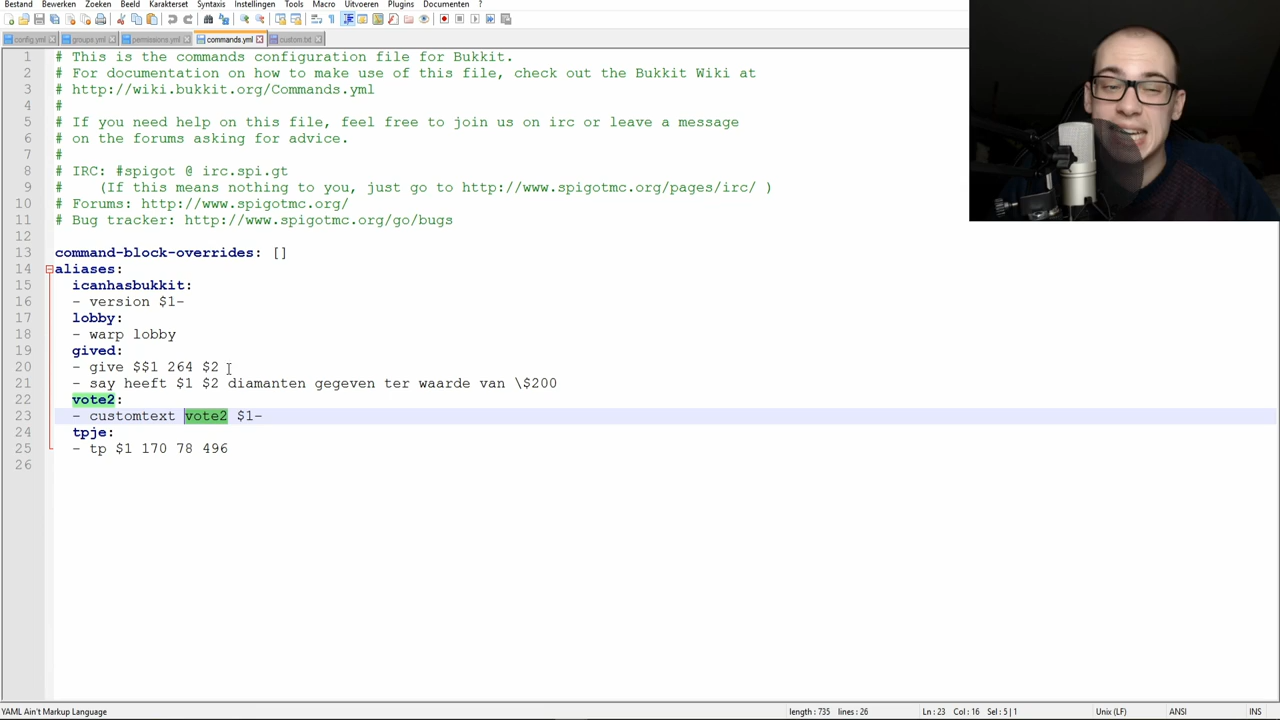 Bestand Bewerken Zoeken Beeld Karakterset Syntaxis Instellingen Tools Macro Uitvoeren Plugins Documenten ?
config.yml groups.yml permissions.yml commands.yml custom.txt
1 # This is the commands configuration file for Bukkit.
2 # For documentation on how to make use of this file, check out the Bukkit Wiki at
3 # http://wiki.bukkit.org/Commands.yml
4 #
5 # If you need help on this file, feel free to join us on irc or leave a message
6 # on the forums asking for advice.
7 #
8 # IRC: #spigot @ irc.spi.gt
9 #    (If this means nothing to you, just go to http://www.spigotmc.org/pages/irc/ )
10 # Forums: http://www.spigotmc.org/
11 # Bug tracker: http://www.spigotmc.org/go/bugs
12
13 command-block-overrides: []
14 aliases:
15   icanhasbukkit:
16   - version $1-
17   lobby:
18   - warp lobby
19   gived:
20   - give $$1 264 $2
21   - say heeft $1 $2 diamanten gegeven ter waarde van \$200
22   vote2:
23   - customtext vote2 $1-
24   tpje:
25   - tp $1 170 78 496
26
YAML Ain't Markup Language length : 735 lines : 26 Ln : 23 Col : 16 Sel : 5 | 1 Unix (LF) ANSI INS